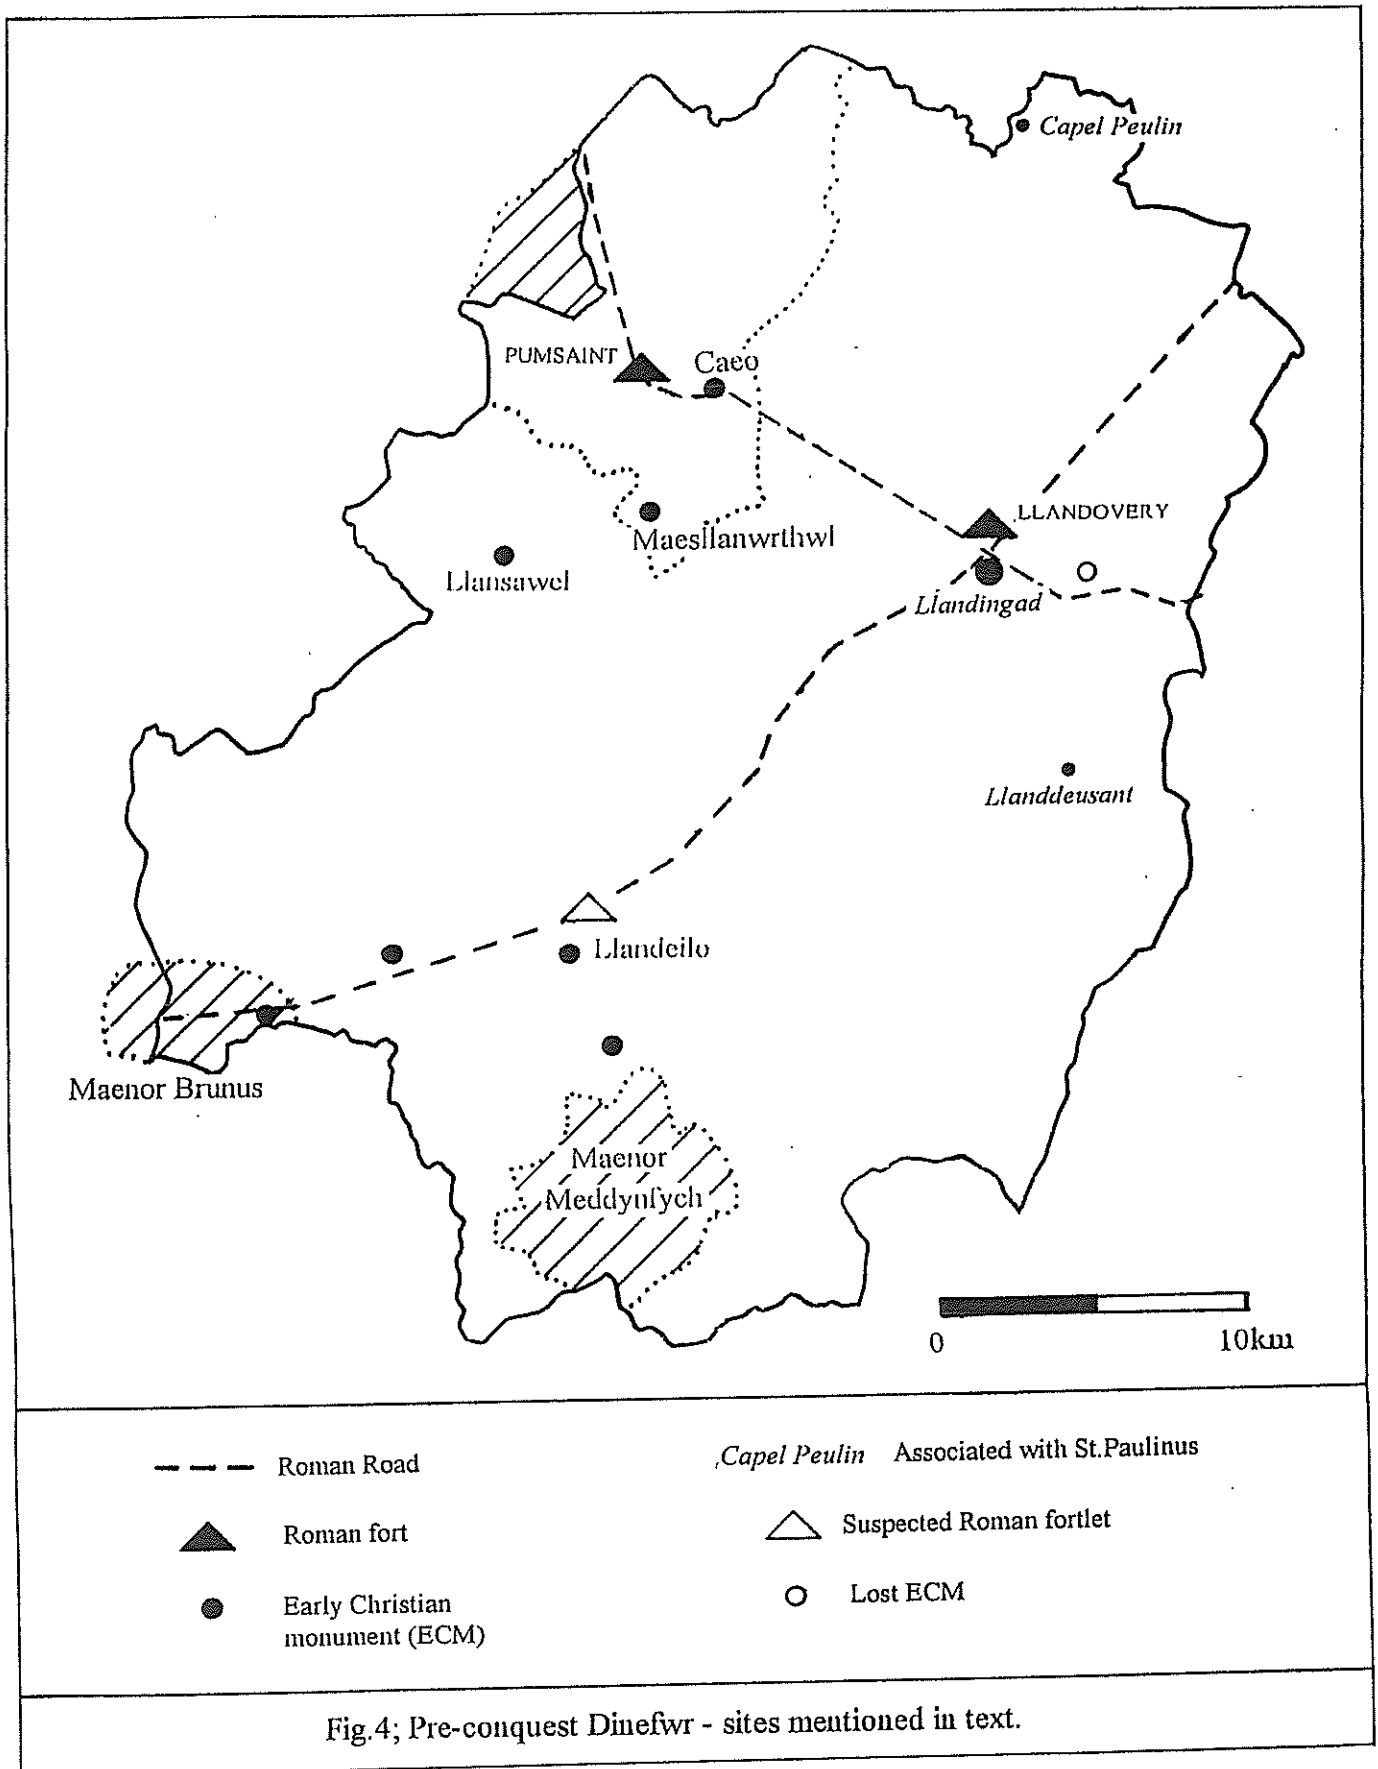 Capel Peulin
PUMSAINT
Caeo
LLANDOVERY
Maesllanwrthwl
Llansawel
Llandingad
Llanddeusant
Llandeilo
Maenor Brunus
Maenor
Meddynfych
0
10km
Roman Road
Capel Peulin Associated with St.Paulinus
Roman fort
Suspected Roman fortlet
Early Christian
monument (ECM)
Lost ECM
Fig.4; Pre-conquest Dinefwr - sites mentioned in text.